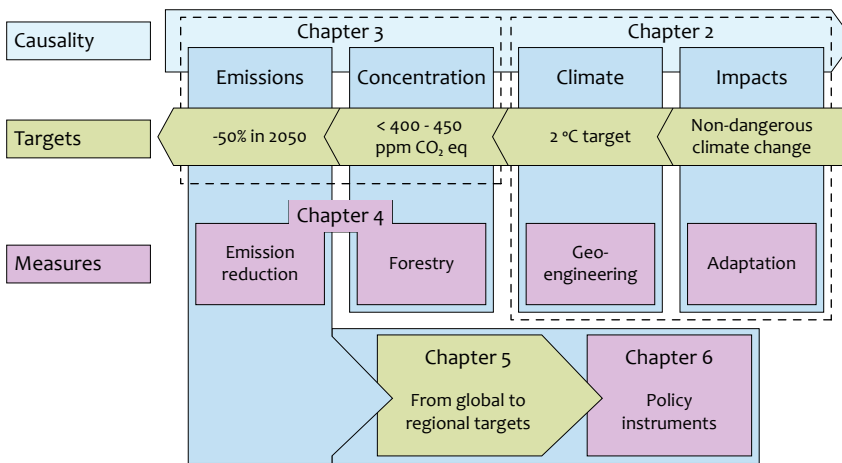 Causality
Chapter 3
Chapter 2
Emissions
Concentration
Climate
Impacts
Targets
-50% in 2050
< 400 - 450
ppm CO₂ eq
2 ºC target
Non-dangerous
climate change
Chapter 4
Measures
Emission
reduction
Forestry
Geo-
engineering
Adaptation
Chapter 5
From global to
regional targets
Chapter 6
Policy
instruments